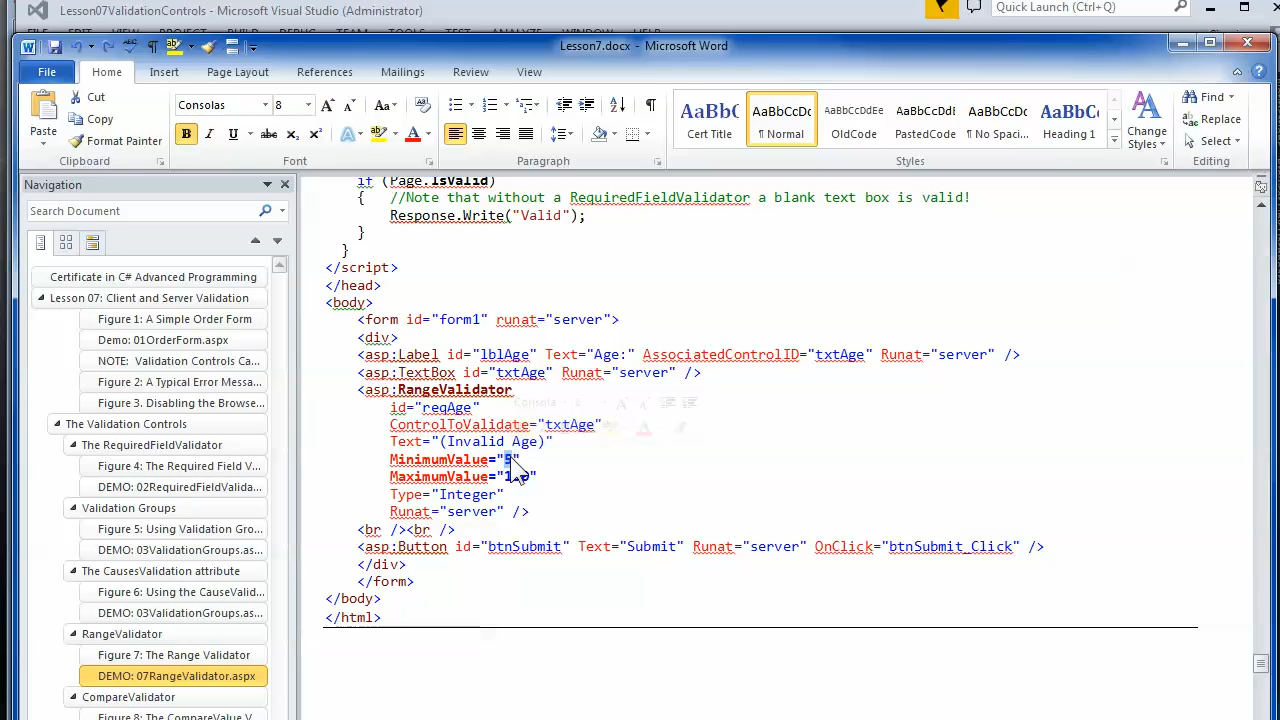 Lesson07ValidationControls - Microsoft Visual Studio (Administrator)
Quick Launch (Ctrl+Q)
Lesson7.docx - Microsoft Word
File Home Insert Page Layout References Mailings Review View
Paste
Cut
Copy
Format Painter
Clipboard
Consolas 8
Font
Paragraph
AaBbC AaBbCcDc AaBbCcDdEe AaBbCcDdEt AaBbCcDc AaBbC
Cert Title ¶ Normal OldCode PastedCode ¶ No Spaci... Heading 1
Change Styles
Styles
Find
Replace
Select
Editing
Navigation
Search Document
Certificate in C# Advanced Programming
Lesson 07: Client and Server Validation
Figure 1: A Simple Order Form
Demo: 01OrderForm.aspx
NOTE: Validation Controls Ca...
Figure 2: A Typical Error Messa...
Figure 3. Disabling the Browse...
The Validation Controls
The RequiredFieldValidator
Figure 4: The Required Field V...
DEMO: 02RequiredFieldValida...
Validation Groups
Figure 5: Using Validation Gro...
DEMO: 03ValidationGroups.as...
The CausesValidation attribute
Figure 6: Using the CauseValid...
DEMO: 03ValidationGroups.as...
RangeValidator
Figure 7: The Range Validator
DEMO: 07RangeValidator.aspx
CompareValidator
Figure 8: The CompareValue V...
if (Page.IsValid)
{ //Note that without a RequiredFieldValidator a blank text box is valid!
Response.Write("Valid");
}
}
</script>
</head>
<body>
<form id="form1" runat="server">
<div>
<asp:Label id="lblAge" Text="Age:" AssociatedControlID="txtAge" Runat="server" />
<asp:TextBox id="txtAge" Runat="server" />
<asp:RangeValidator
id="reqAge"
ControlToValidate="txtAge"
Text="(Invalid Age)"
MinimumValue="5"
MaximumValue=
Type="Integer"
Runat="server" />
<br /><br />
<asp:Button id="btnSubmit" Text="Submit" Runat="server" OnClick="btnSubmit_Click" />
</div>
</form>
</body>
</html>